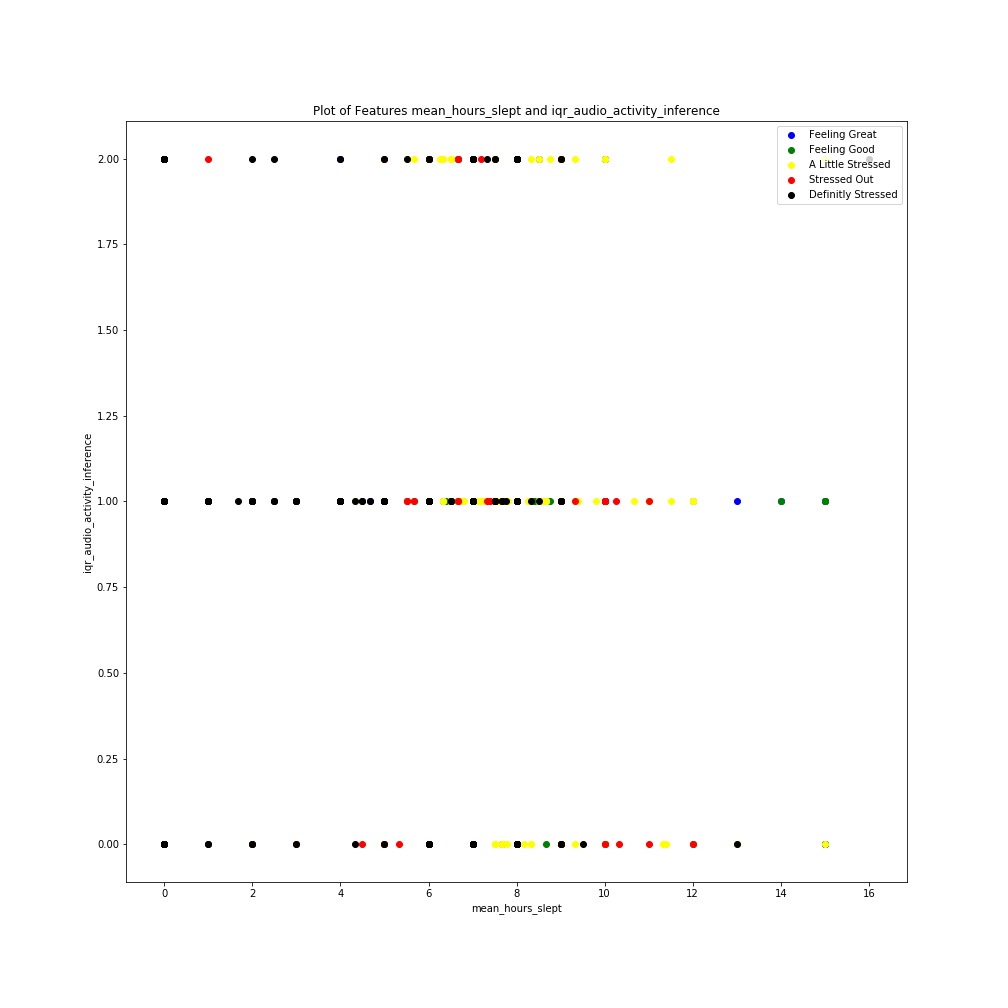 Plot of Features mean_hours_slept and iqr_audio_activity_inference
Feeling Great
Feeling Good
A Little Stressed
Stressed Out
Definitly Stressed
2.00
1.75
1.50
1.25
1.00
0.75
0.50
0.25
0.00
iqr_audio_activity_inference
0 2 4 6 8 10 12 14 16
mean_hours_slept